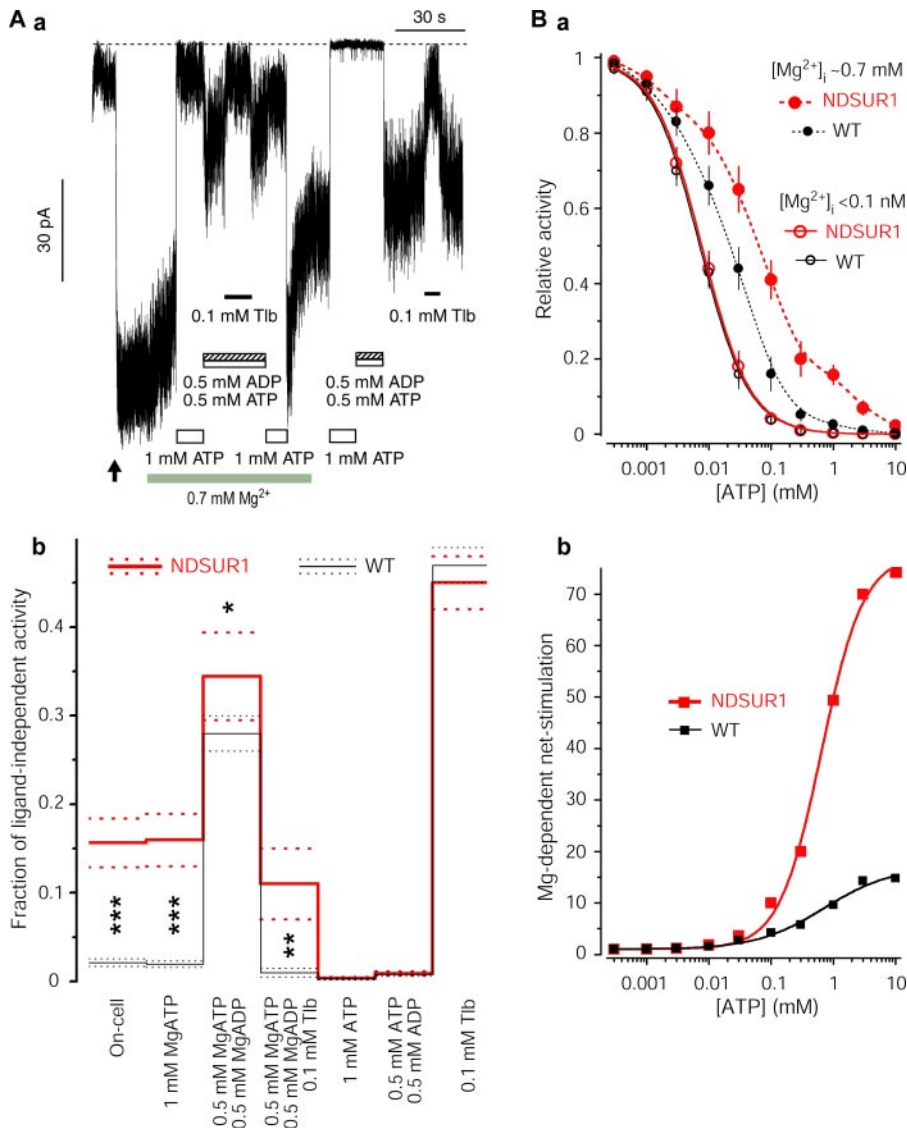 A a
30 s
30 pA
0.1 mM Tlb
0.1 mM Tlb
0.5 mM ADP
0.5 mM ATP
0.5 mM ADP
0.5 mM ATP
1 mM ATP
1 mM ATP
1 mM ATP
0.7 mM Mg2+
B a
Relative activity
1
0.8
0.6
0.4
0.2
0
[Mg2+]i ~0.7 mM
NDSUR1
WT
[Mg2+]i <0.1 nM
NDSUR1
WT
0.001 0.01 0.1 1 10
[ATP] (mM)
b
Fraction of ligand-independent activity
0.4
0.3
0.2
0.1
0
NDSUR1
WT
*
***
***
**
On-cell
1 mM MgATP
0.5 mM MgATP
0.5 mM MgADP
0.5 mM MgATP
0.5 mM MgADP
0.1 mM Tlb
1 mM ATP
0.5 mM ATP
0.5 mM ADP
0.1 mM Tlb
b
Mg-dependent net-stimulation
70
60
50
40
30
25
10
0
NDSUR1
WT
0.001 0.01 0.1 1 10
[ATP] (mM)